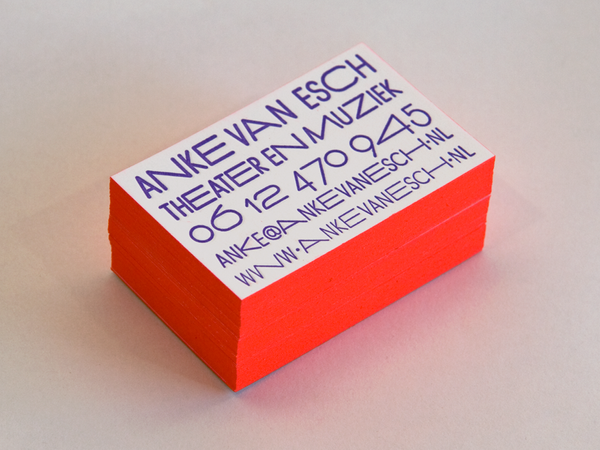 ANKE VAN ESCH
THEATER EN MUZIEK
06 12 470 945
ANKE@ANKEVANESCH.NL
WWW.ANKEVANESCH.NL